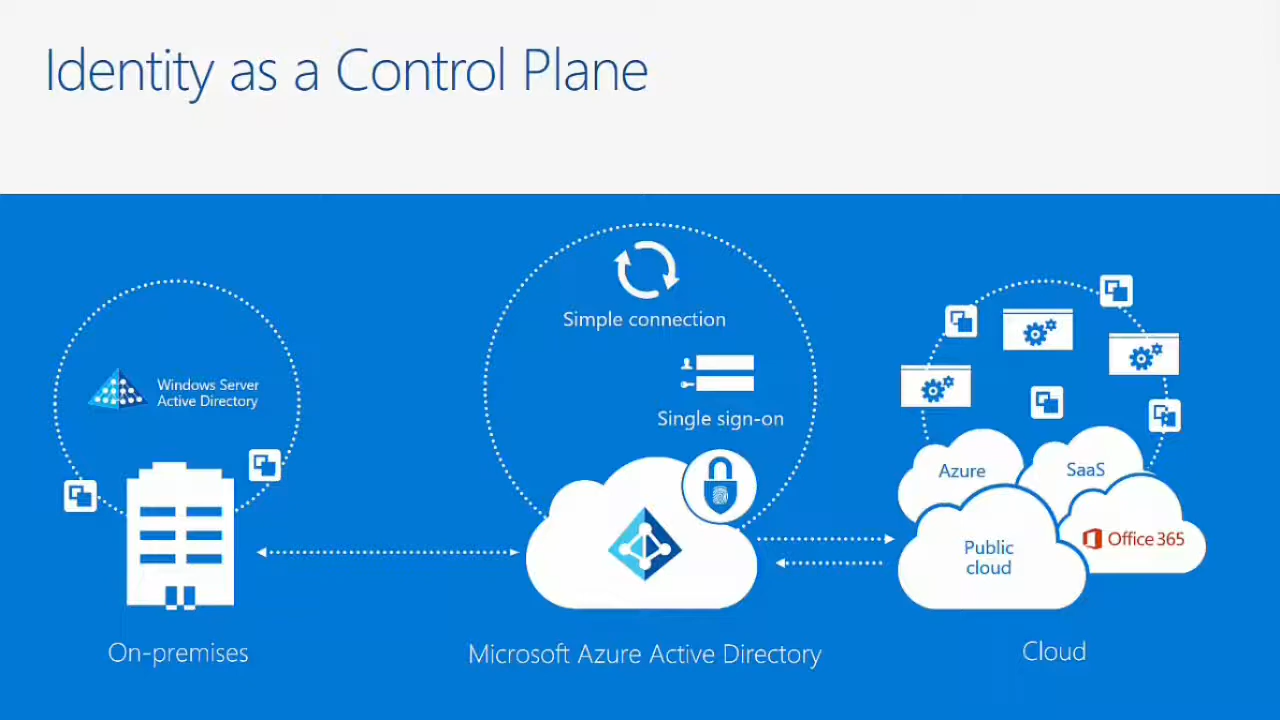 Identity as a Control Plane
Simple connection
Windows Server
Active Directory
Single sign-on
Azure
SaaS
Public
cloud
Office 365
On-premises
Microsoft Azure Active Directory
Cloud